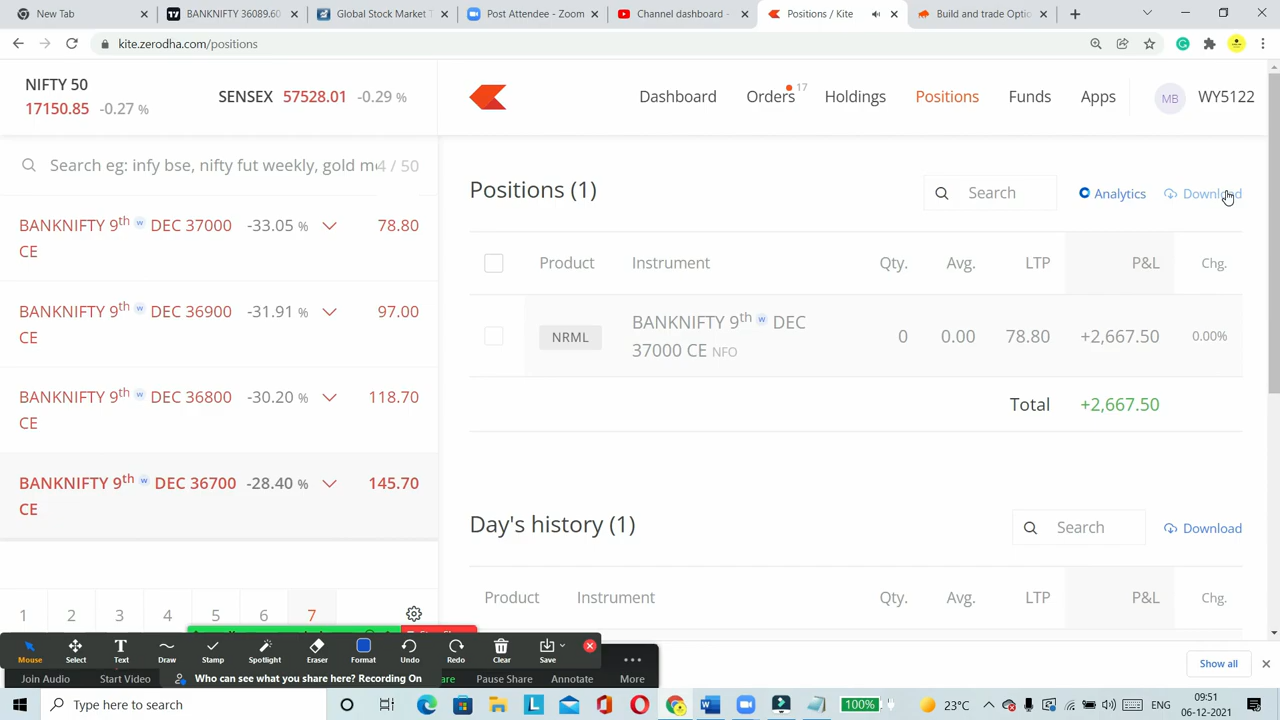 New Tab
BANKNIFTY 36089.60
Global Stock Market T
Post Attendee - Zoom
Channel dashboard -
Positions / Kite
Build and trade Optio
kite.zerodha.com/positions
NIFTY 50
17150.85 -0.27 %
SENSEX 57528.01 -0.29 %
Dashboard Orders 17 Holdings Positions Funds Apps MB WY5122
Search eg: infy bse, nifty fut weekly, gold m 4 / 50
BANKNIFTY 9th w DEC 37000 CE -33.05 % 78.80
BANKNIFTY 9th w DEC 36900 CE -31.91 % 97.00
BANKNIFTY 9th w DEC 36800 CE -30.20 % 118.70
BANKNIFTY 9th w DEC 36700 CE -28.40 % 145.70
1 2 3 4 5 6 7
Positions (1) Search Analytics Download
Product Instrument Qty. Avg. LTP P&L Chg.
NRML BANKNIFTY 9th w DEC 37000 CE NFO 0 0.00 78.80 +2,667.50 0.00%
Total +2,667.50
Day's history (1) Search Download
Product Instrument Qty. Avg. LTP P&L Chg.
Mouse Select Text Draw Stamp Spotlight Eraser Format Undo Redo Clear Save
Join Audio Start Video Who can see what you share here? Recording On are Pause Share Annotate More
Show all
Type here to search
100%
23°C
ENG
09:51
06-12-2021